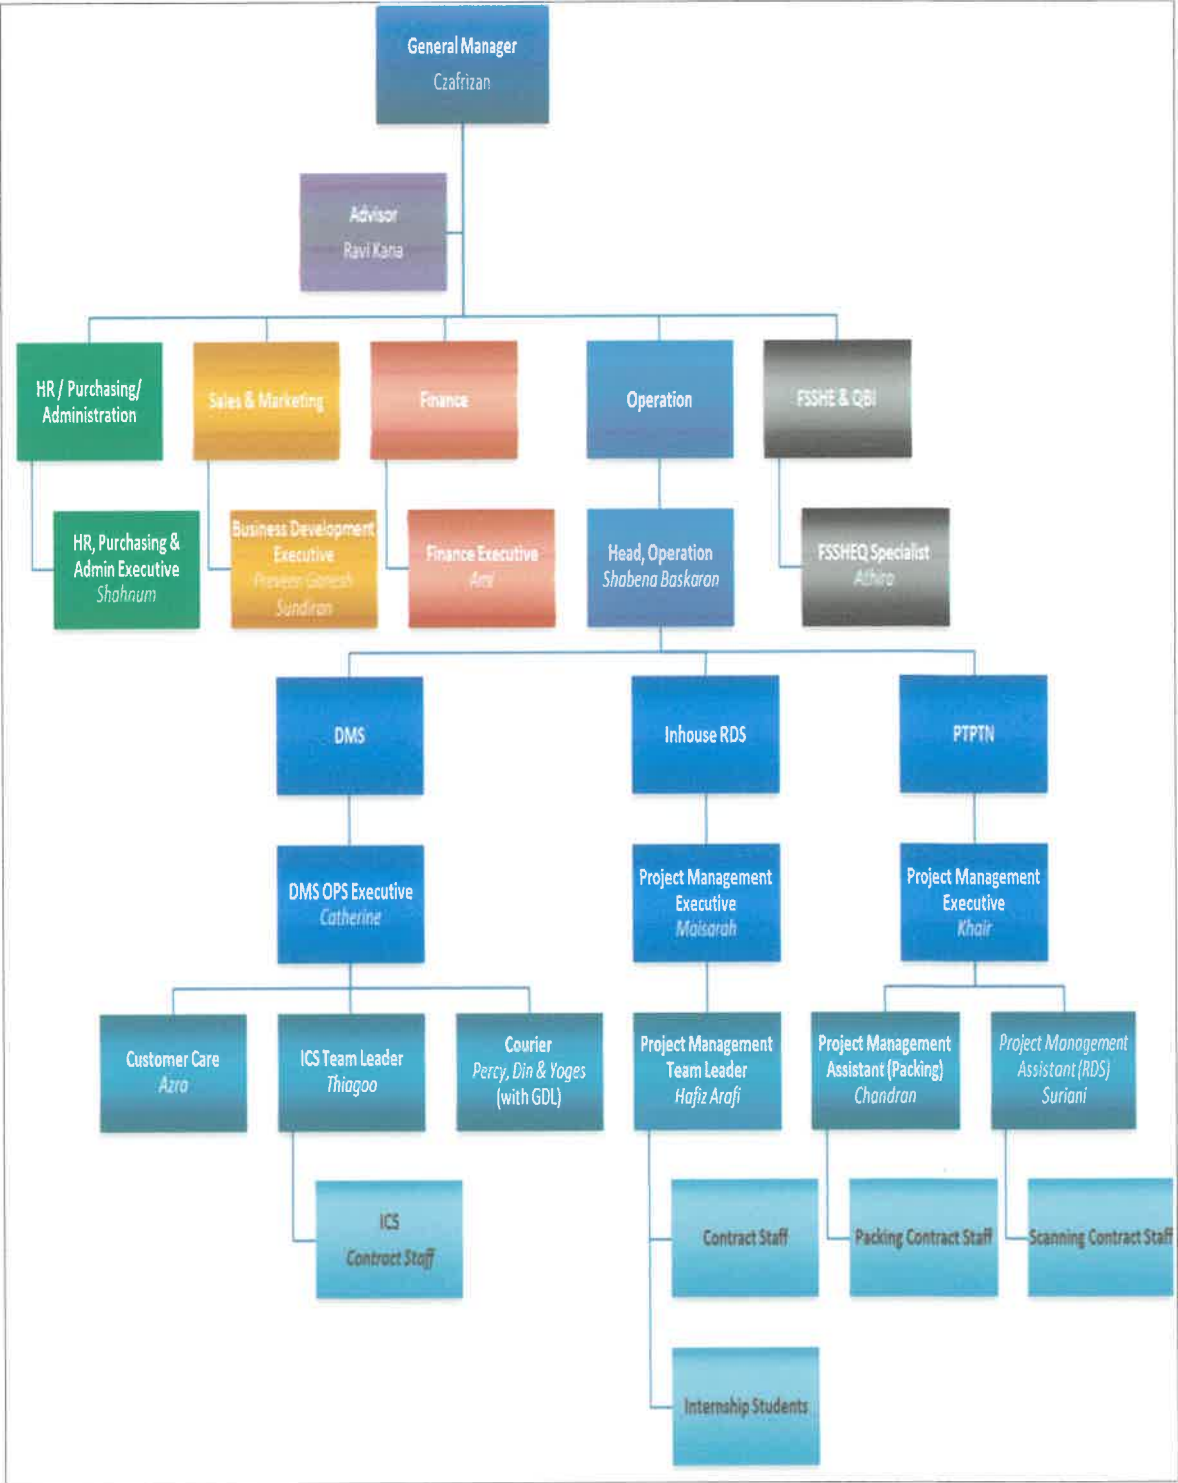 General Manager
Czafrizan
Advisor
Ravi Kana
HR / Purchasing/
Administration
Sales & Marketing
Finance
Operation
FSSHE & QBI
HR, Purchasing &
Admin Executive
Shahnum
Business Development
Executive
Praveen Ganesh
Sundiran
Finance Executive
Ami
Head, Operation
Shabena Baskaran
FSSHEQ Specialist
Athira
DMS
Inhouse RDS
PTPTN
DMS OPS Executive
Catherine
Project Management
Executive
Maisarah
Project Management
Executive
Khair
Customer Care
Azra
ICS Team Leader
Thiagoo
Courier
Percy, Din & Yoges
(with GDL)
Project Management
Team Leader
Hafiz Arafi
Project Management
Assistant (Packing)
Chandran
Project Management
Assistant (RDS)
Suriani
ICS
Contract Staff
Contract Staff
Packing Contract Staff
Scanning Contract Staff
Internship Students